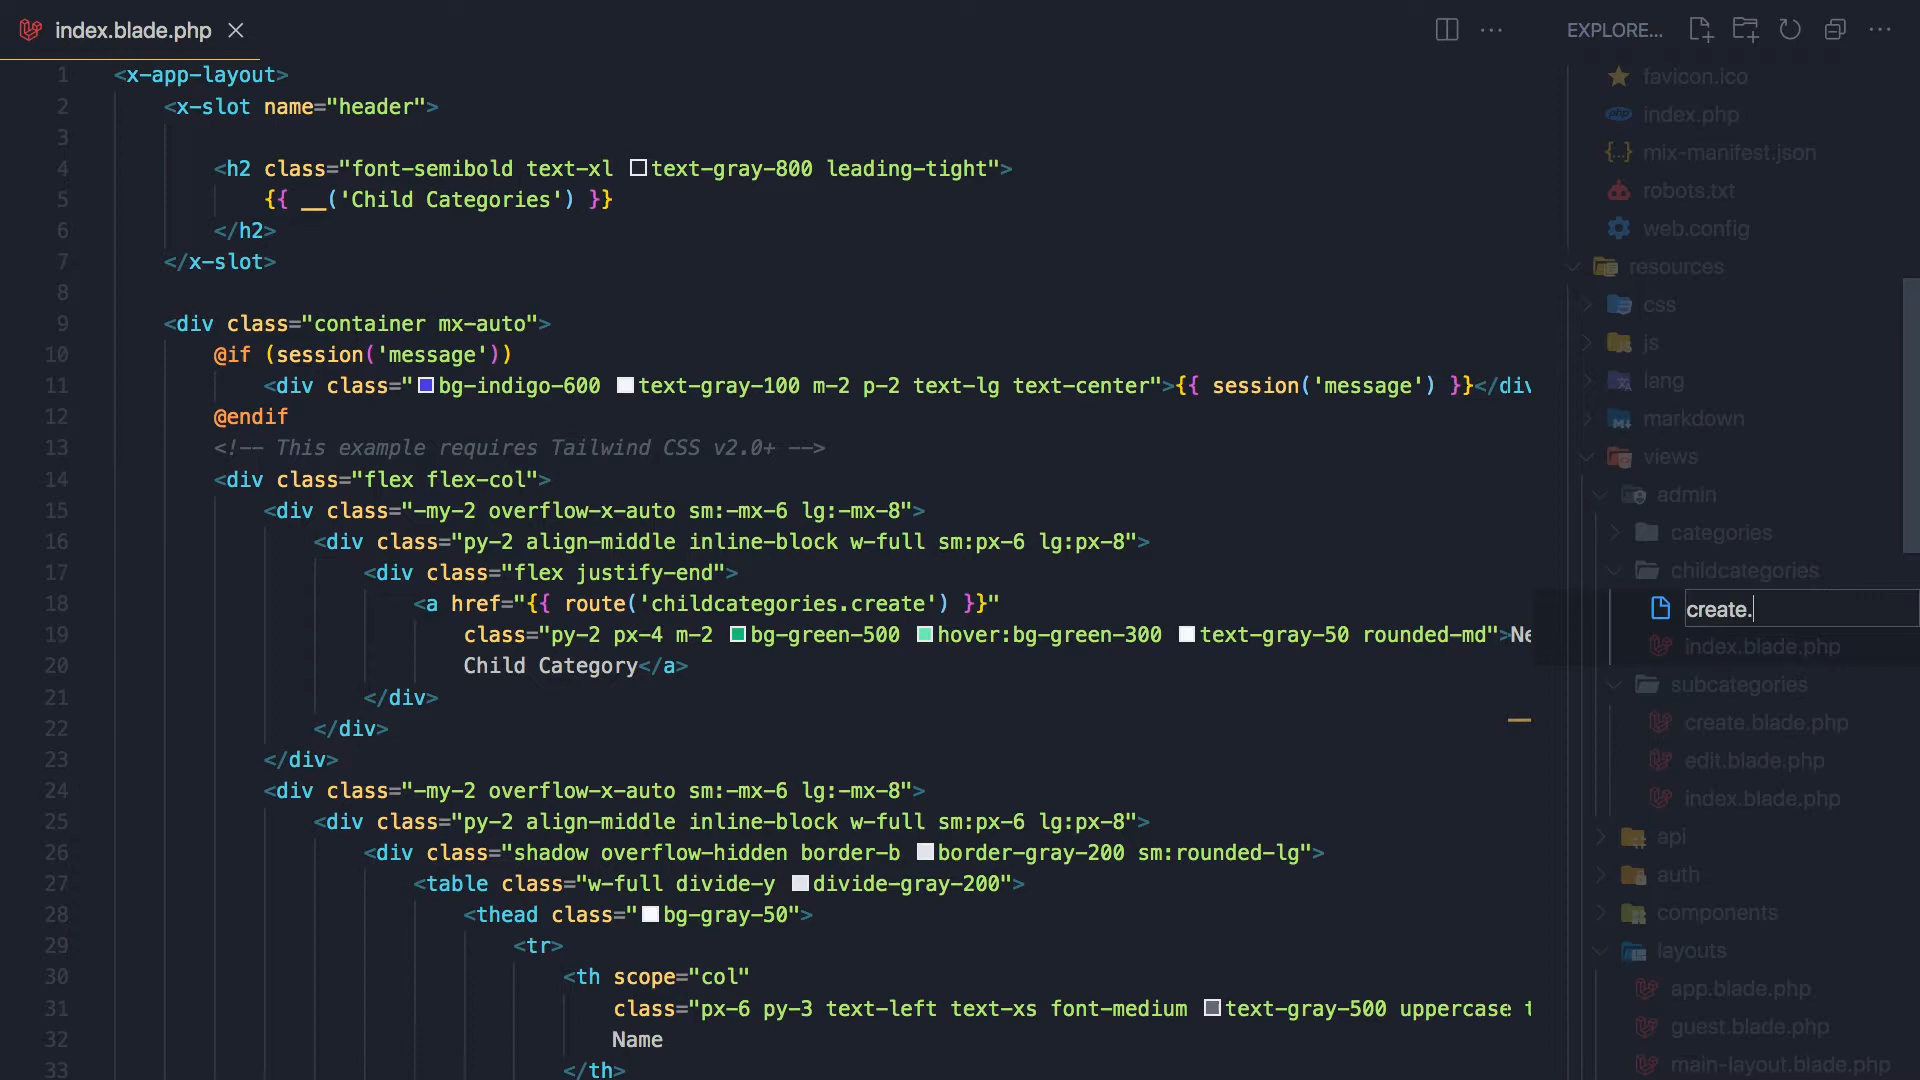 index.blade.php
EXPLORE...
1 <x-app-layout>
2 <x-slot name="header">
3
4 <h2 class="font-semibold text-xl text-gray-800 leading-tight">
5 {{ __('Child Categories') }}
6 </h2>
7 </x-slot>
8
9 <div class="container mx-auto">
10 @if (session('message'))
11 <div class="bg-indigo-600 text-gray-100 m-2 p-2 text-lg text-center">{{ session('message') }}</div
12 @endif
13 <!-- This example requires Tailwind CSS v2.0+ -->
14 <div class="flex flex-col">
15 <div class="-my-2 overflow-x-auto sm:-mx-6 lg:-mx-8">
16 <div class="py-2 align-middle inline-block w-full sm:px-6 lg:px-8">
17 <div class="flex justify-end">
18 <a href="{{ route('childcategories.create') }}"
19 class="py-2 px-4 m-2 bg-green-500 hover:bg-green-300 text-gray-50 rounded-md">Ne
20 Child Category</a>
21 </div>
22 </div>
23 </div>
24 <div class="-my-2 overflow-x-auto sm:-mx-6 lg:-mx-8">
25 <div class="py-2 align-middle inline-block w-full sm:px-6 lg:px-8">
26 <div class="shadow overflow-hidden border-b border-gray-200 sm:rounded-lg">
27 <table class="w-full divide-y divide-gray-200">
28 <thead class="bg-gray-50">
29 <tr>
30 <th scope="col"
31 class="px-6 py-3 text-left text-xs font-medium text-gray-500 uppercase t
32 Name
33 </th>
favicon.ico
index.php
mix-manifest.json
robots.txt
web.config
resources
css
js
lang
markdown
views
admin
categories
childcategories
create.
index.blade.php
subcategories
create.blade.php
edit.blade.php
index.blade.php
api
auth
components
layouts
app.blade.php
guest.blade.php
main-layout.blade.php